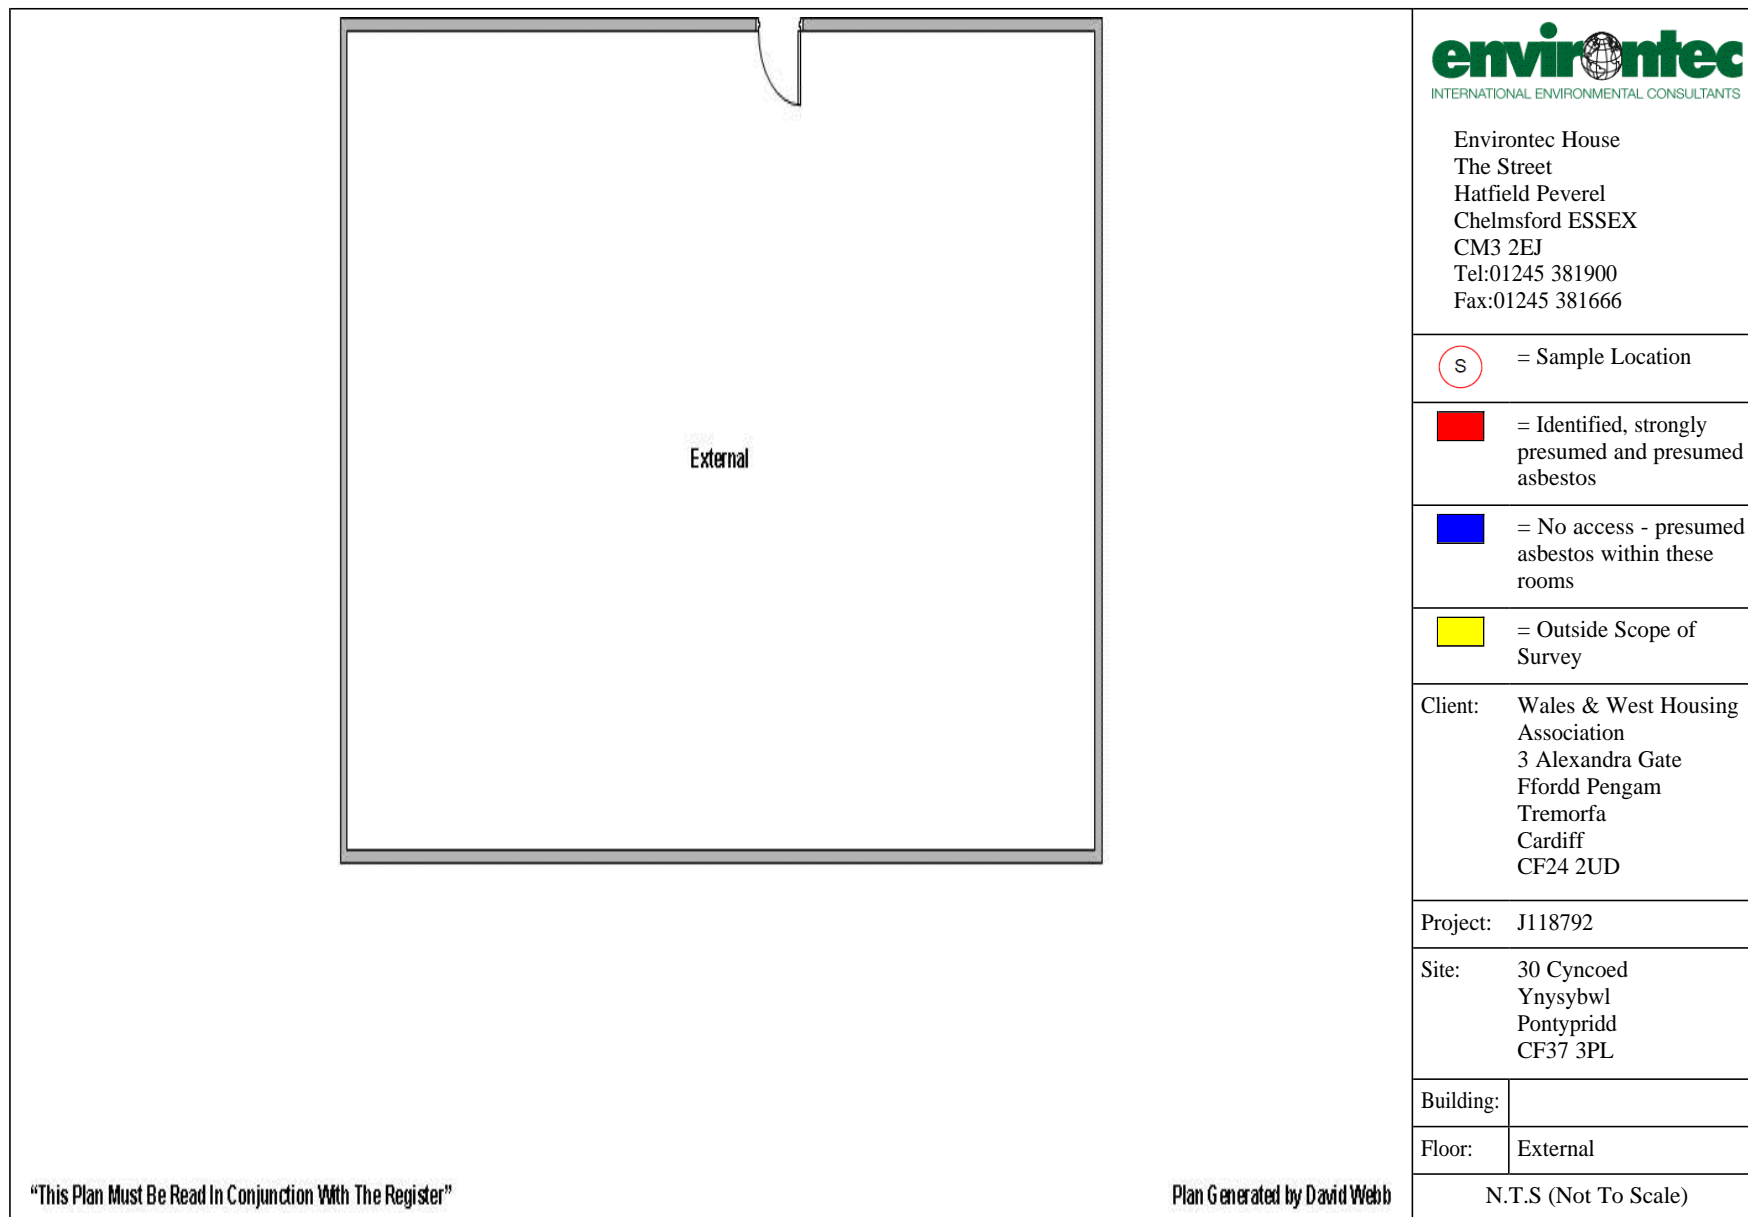 External
"This Plan Must Be Read In Conjunction With The Register"
Plan Generated by David Webb
environtec
INTERNATIONAL ENVIRONMENTAL CONSULTANTS
Environtec House
The Street
Hatfield Peverel
Chelmsford ESSEX
CM3 2EJ
Tel:01245 381900
Fax:01245 381666
S = Sample Location
= Identified, strongly
presumed and presumed
asbestos
= No access - presumed
asbestos within these
rooms
= Outside Scope of
Survey
Client: Wales & West Housing
Association
3 Alexandra Gate
Ffordd Pengam
Tremorfa
Cardiff
CF24 2UD
Project: J118792
Site: 30 Cyncoed
Ynysybwl
Pontypridd
CF37 3PL
Building:
Floor: External
N.T.S (Not To Scale)